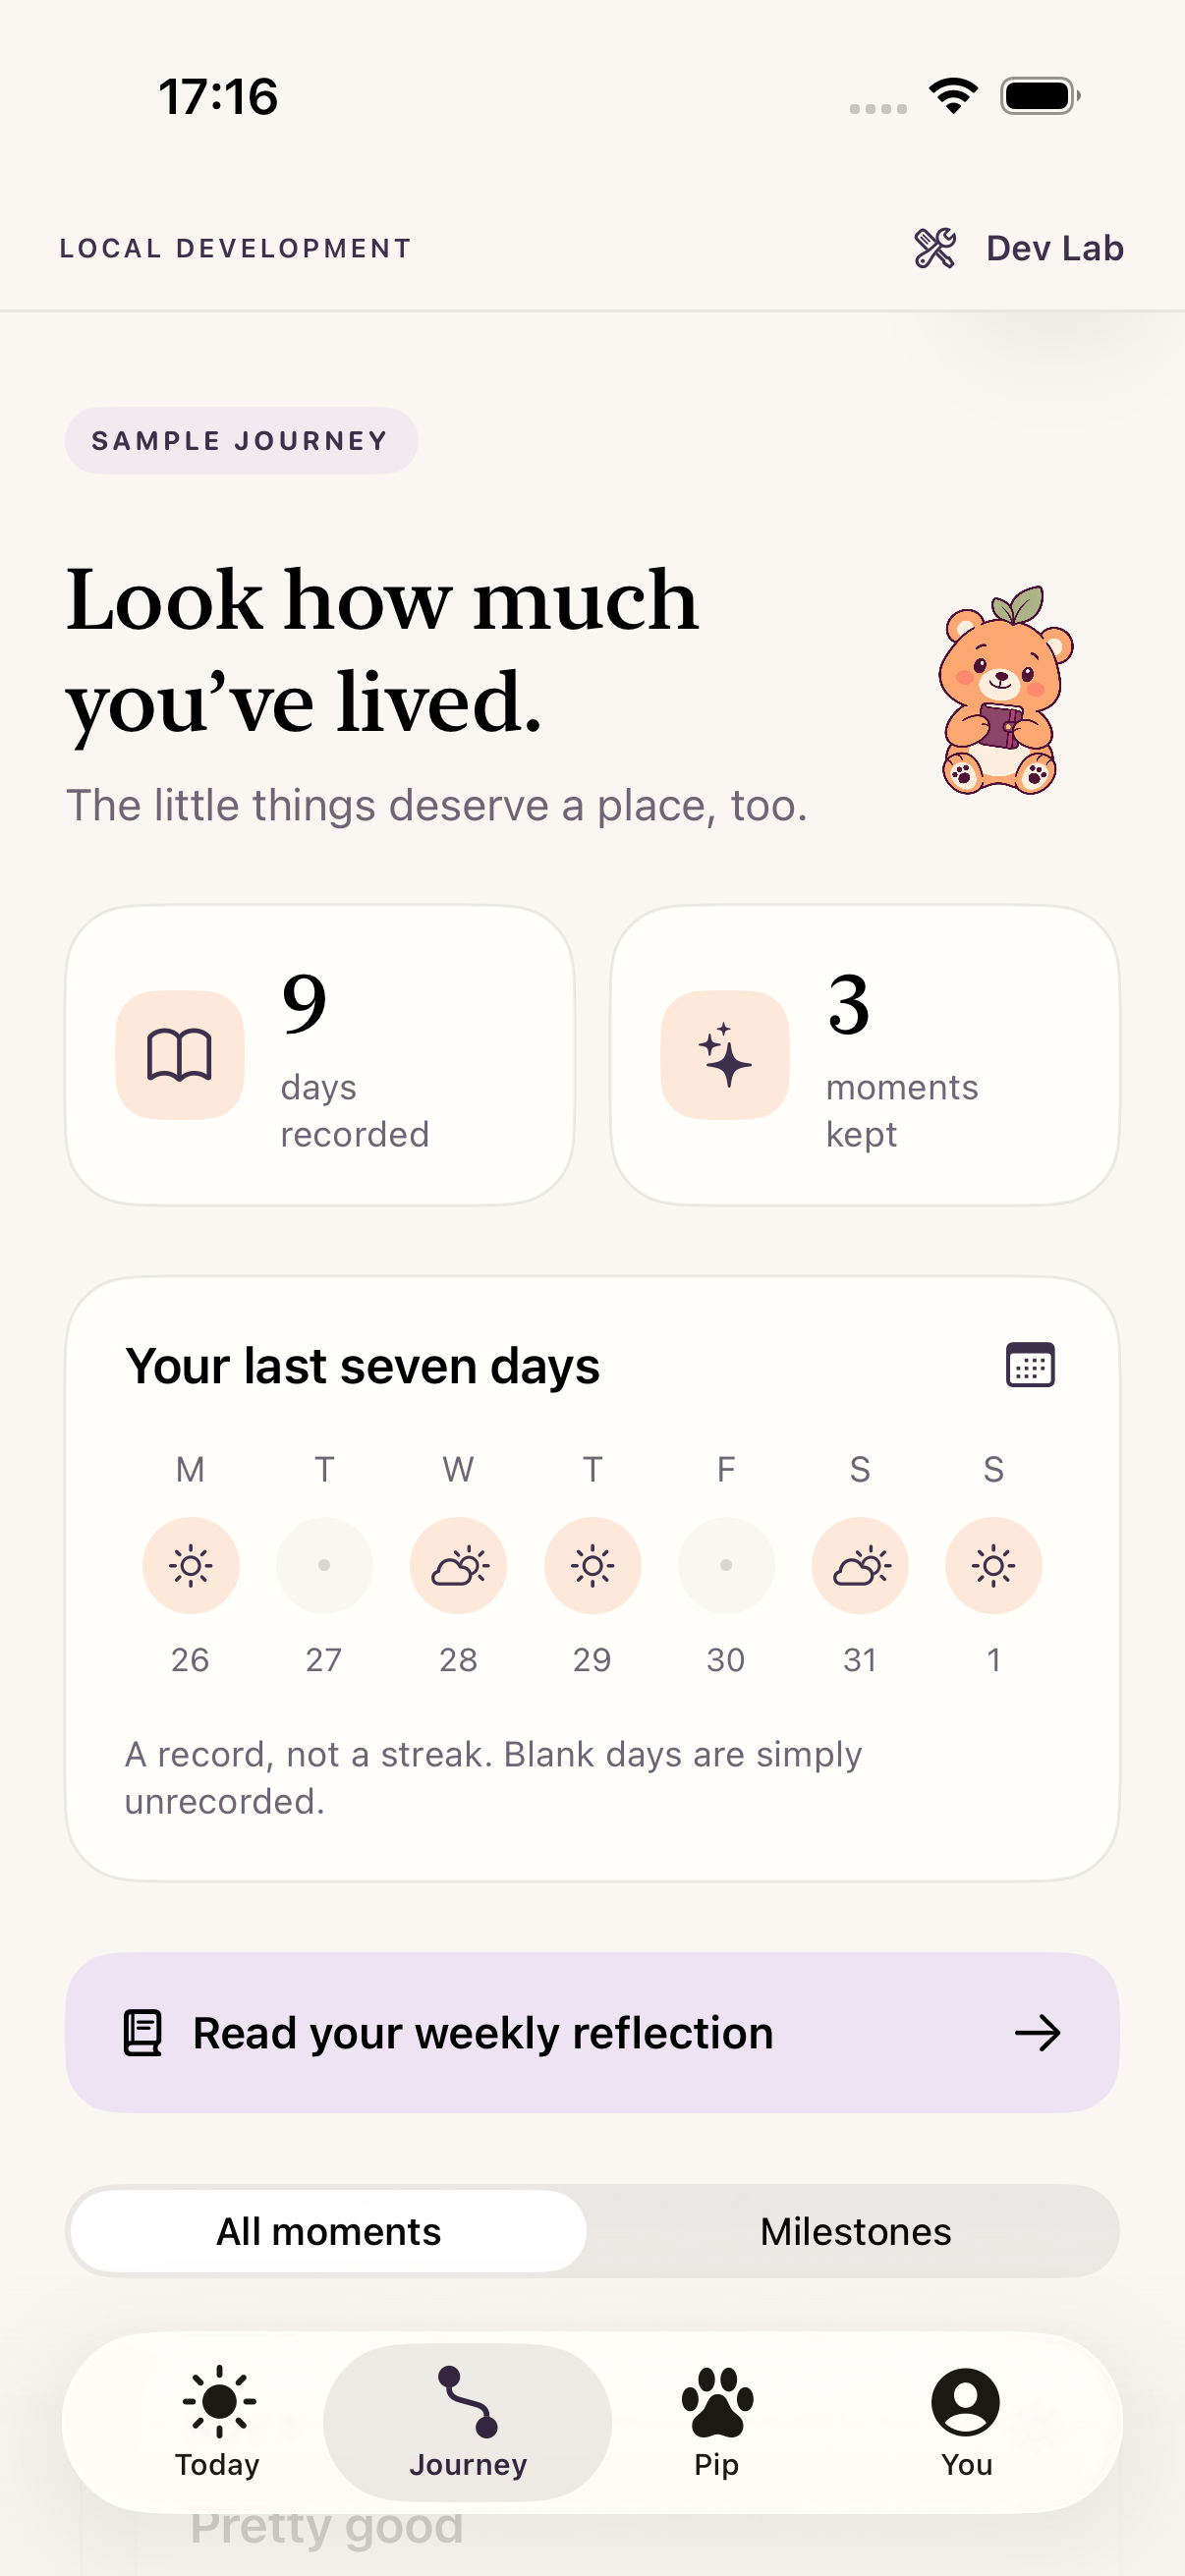 17:16
LOCAL DEVELOPMENT
Dev Lab
SAMPLE JOURNEY
Look how much
you’ve lived.
The little things deserve a place, too.
9
days
recorded
3
moments
kept
Your last seven days
M T W T F S S
26 27 28 29 30 31 1
A record, not a streak. Blank days are simply
unrecorded.
Read your weekly reflection
All moments
Milestones
Today
Journey
Pip
You
Pretty good